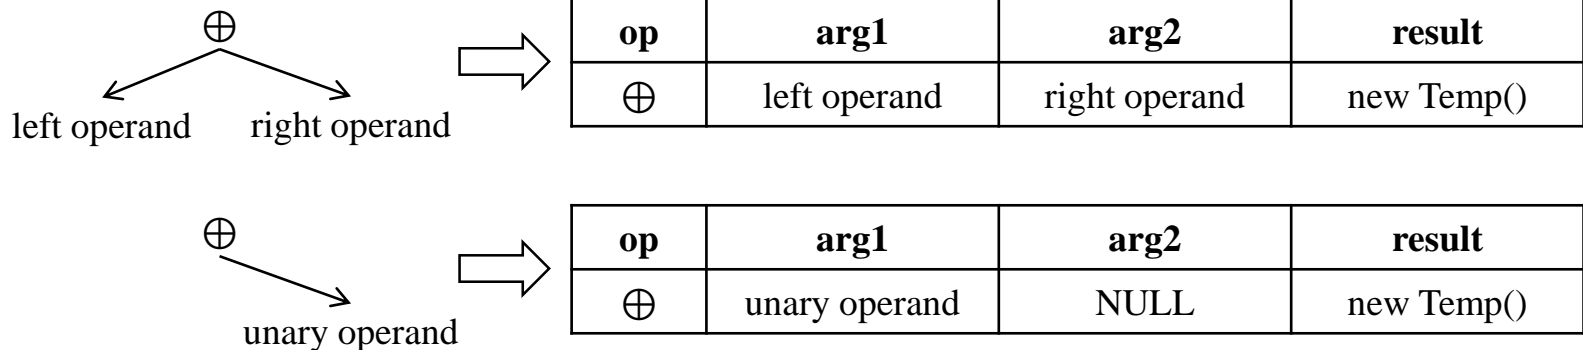 ⊕
left operand right operand
op arg1 arg2 result
⊕ left operand right operand new Temp()
⊕
unary operand
op arg1 arg2 result
⊕ unary operand NULL new Temp()